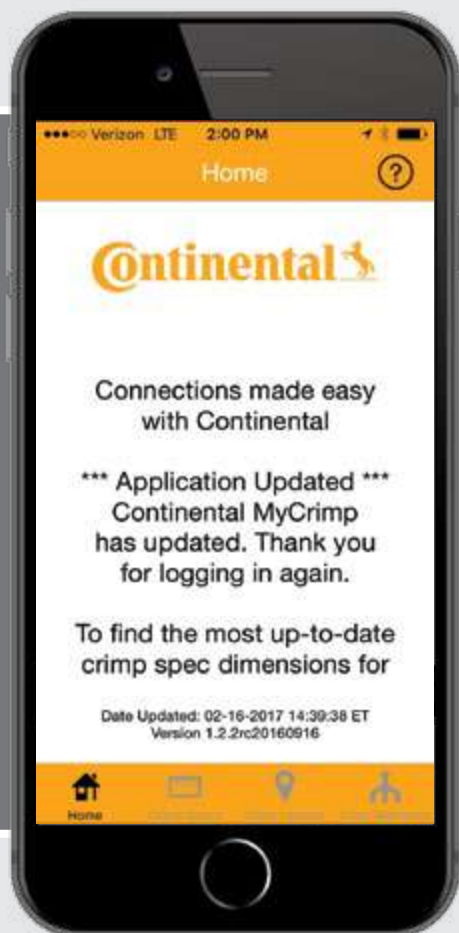 Verizon LTE 2:00 PM
Home
?
Continental
Connections made easy
with Continental
*** Application Updated ***
Continental MyCrimp
has updated. Thank you
for logging in again.
To find the most up-to-date
crimp spec dimensions for
Date Updated: 02-16-2017 14:39:38 ET
Version 1.2.2rc20160916
Home